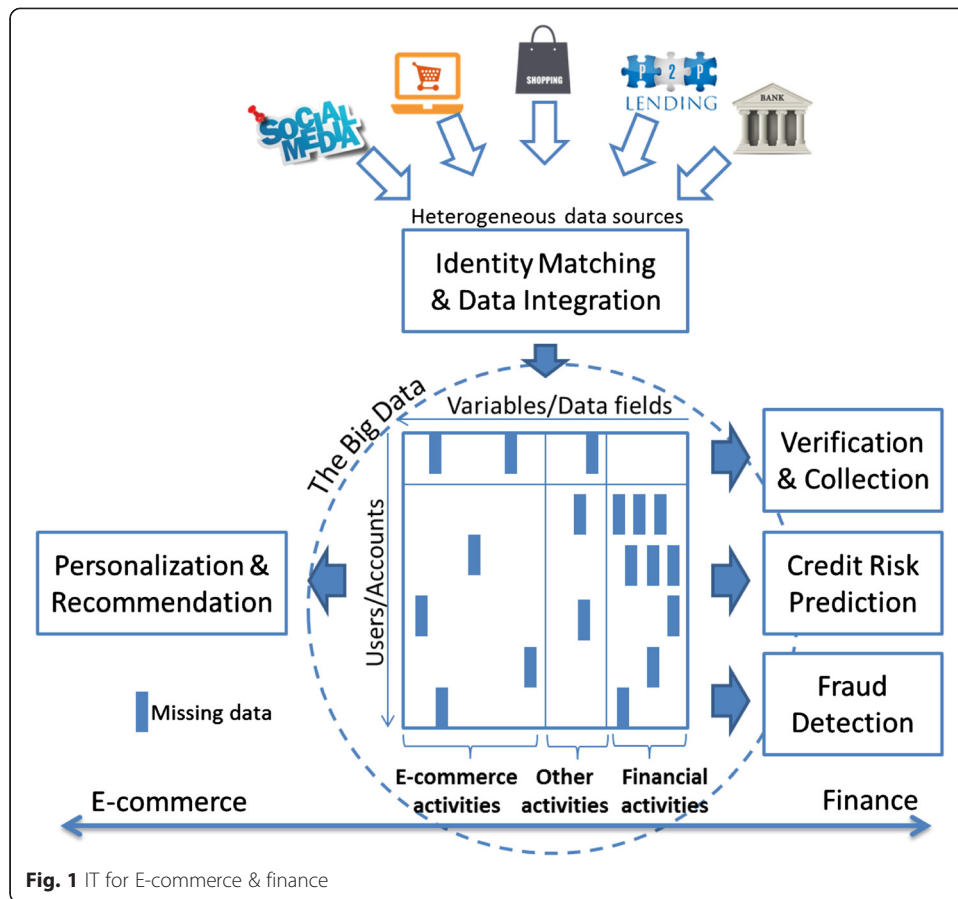 SOCIAL
MEDIA
SHOPPING
P2P
LENDING
BANK
Heterogeneous data sources
Identity Matching
& Data Integration
The Big Data
Variables/Data fields
Users/Accounts
Verification
& Collection
Personalization &
Recommendation
Credit Risk
Prediction
Missing data
Fraud
Detection
E-commerce
activities
Other
activities
Financial
activities
E-commerce
Finance
Fig. 1 IT for E-commerce & finance